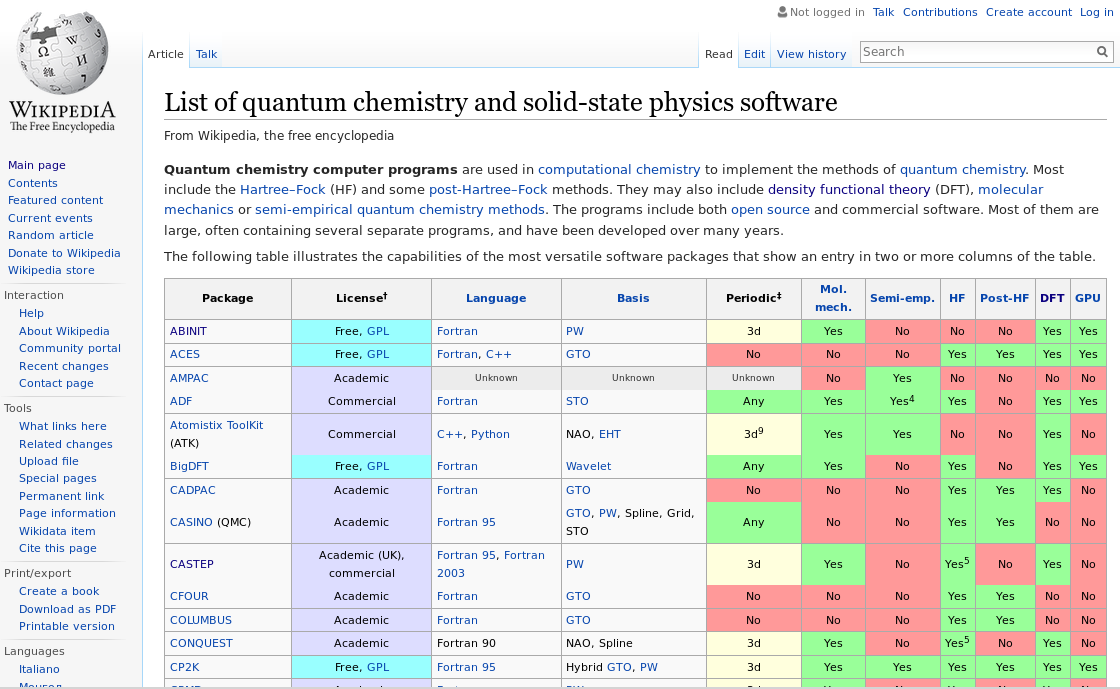 Not logged in Talk Contributions Create account Log in
Article Talk Read Edit View history Search
WIKIPEDIA
The Free Encyclopedia
Main page
Contents
Featured content
Current events
Random article
Donate to Wikipedia
Wikipedia store
Interaction
Help
About Wikipedia
Community portal
Recent changes
Contact page
Tools
What links here
Related changes
Upload file
Special pages
Permanent link
Page information
Wikidata item
Cite this page
Print/export
Create a book
Download as PDF
Printable version
Languages
Italiano
List of quantum chemistry and solid-state physics software
From Wikipedia, the free encyclopedia
Quantum chemistry computer programs are used in computational chemistry to implement the methods of quantum chemistry. Most
include the Hartree–Fock (HF) and some post-Hartree–Fock methods. They may also include density functional theory (DFT), molecular
mechanics or semi-empirical quantum chemistry methods. The programs include both open source and commercial software. Most of them are
large, often containing several separate programs, and have been developed over many years.
The following table illustrates the capabilities of the most versatile software packages that show an entry in two or more columns of the table.
Package License† Language Basis Periodic‡ Mol. mech. Semi-emp. HF Post-HF DFT GPU
ABINIT Free, GPL Fortran PW 3d Yes No No No Yes Yes
ACES Free, GPL Fortran, C++ GTO No No No Yes Yes Yes Yes
AMPAC Academic Unknown Unknown Unknown No Yes No No No No
ADF Commercial Fortran STO Any Yes Yes4 Yes No Yes Yes
Atomistix ToolKit (ATK) Commercial C++, Python NAO, EHT 3d9 Yes Yes No No Yes No
BigDFT Free, GPL Fortran Wavelet Any Yes No Yes No Yes Yes
CADPAC Academic Fortran GTO No No No Yes Yes Yes No
CASINO (QMC) Academic Fortran 95 GTO, PW, Spline, Grid, STO Any No No Yes Yes No No
CASTEP Academic (UK), commercial Fortran 95, Fortran 2003 PW 3d Yes No Yes5 No Yes No
CFOUR Academic Fortran GTO No No No Yes Yes No No
COLUMBUS Academic Fortran GTO No No No Yes Yes No No
CONQUEST Academic Fortran 90 NAO, Spline 3d Yes No Yes5 No Yes No
CP2K Free, GPL Fortran 95 Hybrid GTO, PW 3d Yes Yes Yes Yes Yes Yes